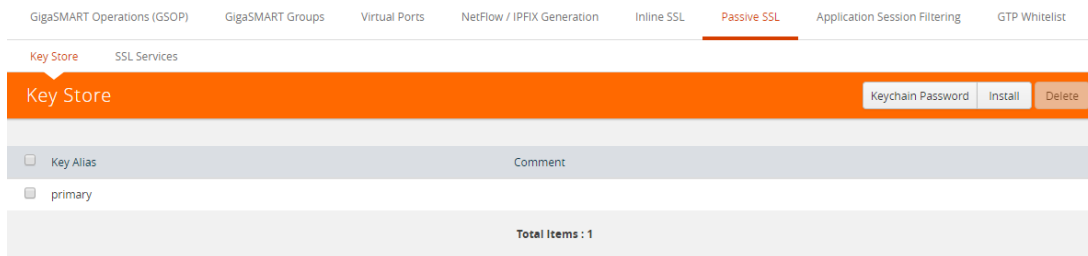 GigaSMART Operations (GSOP) GigaSMART Groups Virtual Ports NetFlow / IPFIX Generation Inline SSL Passive SSL Application Session Filtering GTP Whitelist
Key Store SSL Services
Key Store Keychain Password Install Delete
Key Alias Comment
primary
Total Items : 1